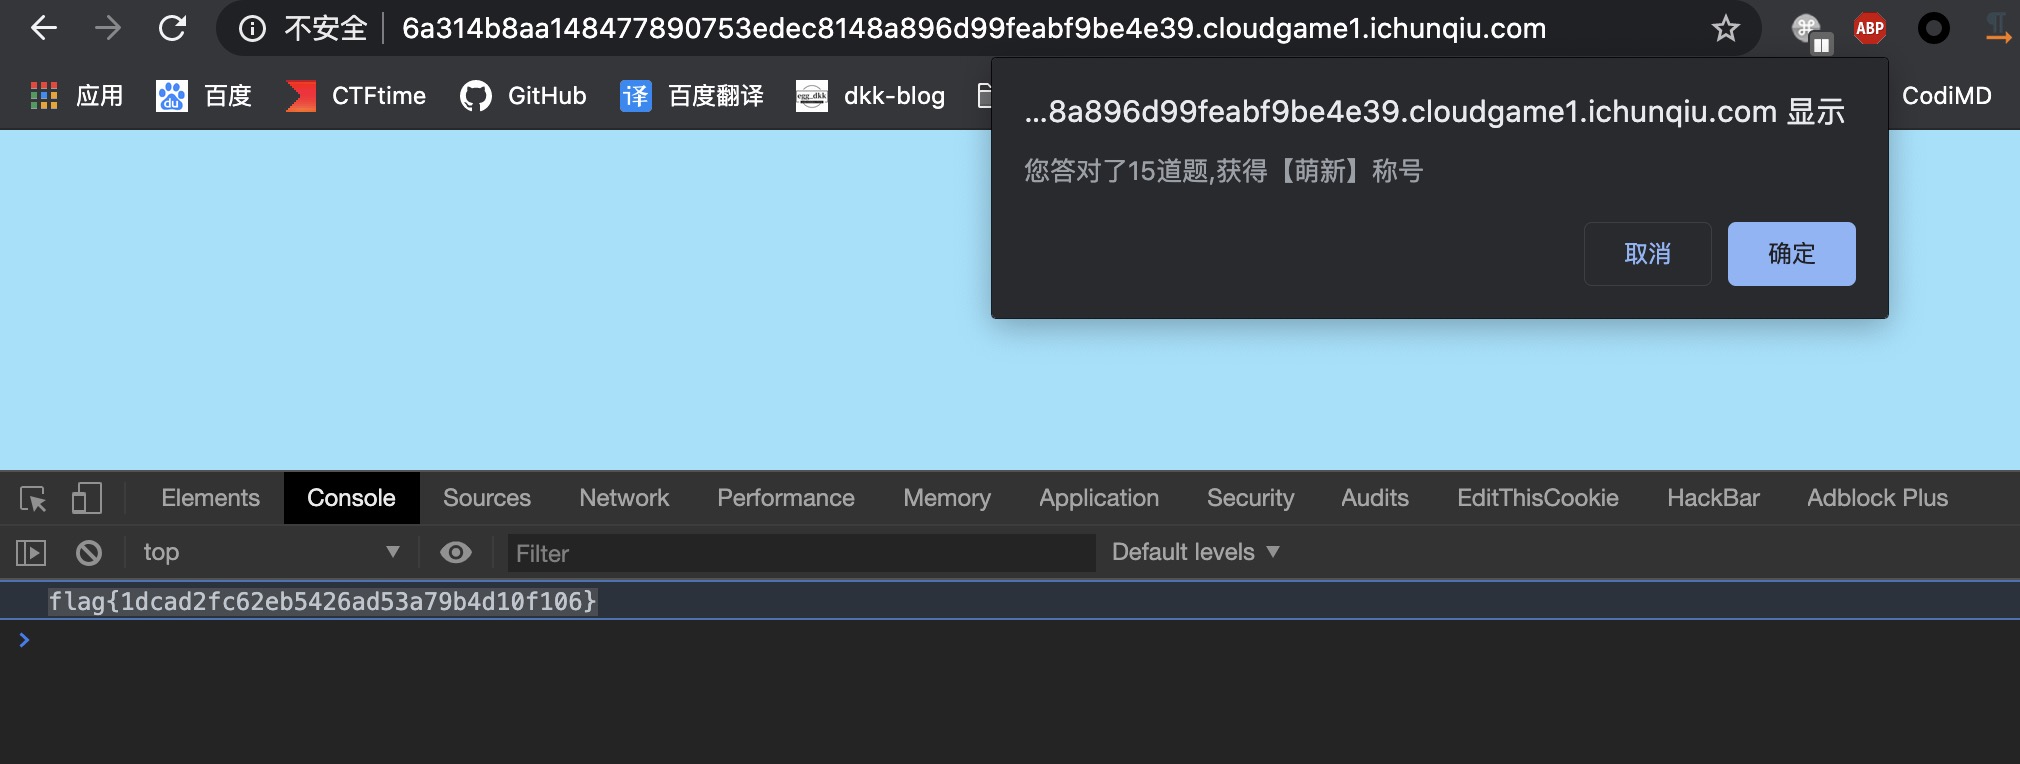 不安全 6a314b8aa148477890753edec8148a896d99feabf9be4e39.cloudgame1.ichunqiu.com ABP
应用 du 百度 CTFtime GitHub 译 百度翻译 egg_dkk dkk-blog CodiMD
...8a896d99feabf9be4e39.cloudgame1.ichunqiu.com 显示
您答对了15道题,获得【萌新】称号
取消 确定
Elements Console Sources Network Performance Memory Application Security Audits EditThisCookie HackBar Adblock Plus
top Filter Default levels
flag{1dcad2fc62eb5426ad53a79b4d10f106}